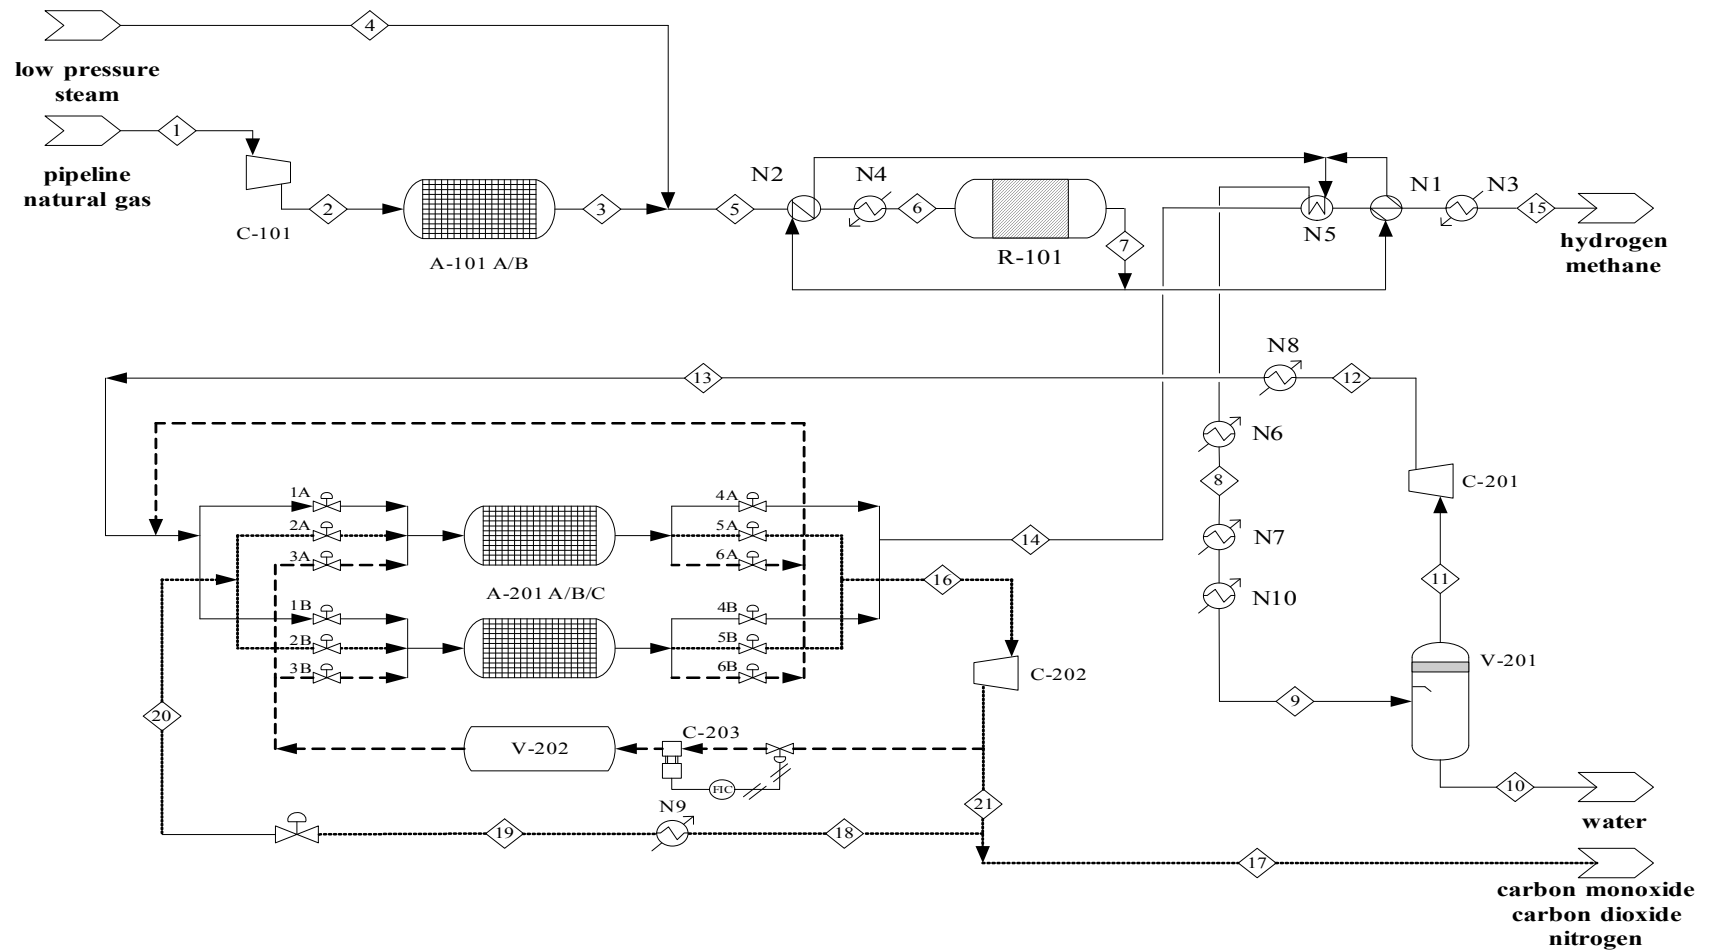 4
low pressure
steam
1
pipeline
natural gas
C-101
2
A-101 A/B
3
5
N2
N4
6
R-101
7
N5
N1
N3
15
hydrogen
methane
13
N8
12
N6
8
N7
N10
C-201
11
V-201
9
10
water
1A
2A
3A
1B
2B
3B
A-201 A/B/C
4A
5A
6A
4B
5B
6B
14
16
C-202
20
V-202
C-203
FIC
21
19
N9
18
17
carbon monoxide
carbon dioxide
nitrogen